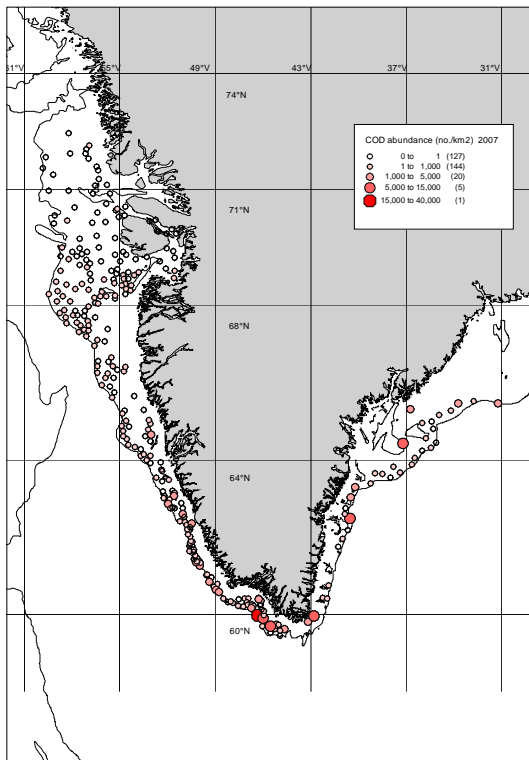 51°V 55°V 49°V 43°V 37°V 31°V
74°N
COD abundance (no./km2) 2007
0 to 1 (127)
1 to 1,000 (144)
1,000 to 5,000 (20)
5,000 to 15,000 (5)
15,000 to 40,000 (1)
71°N
68°N
64°N
60°N